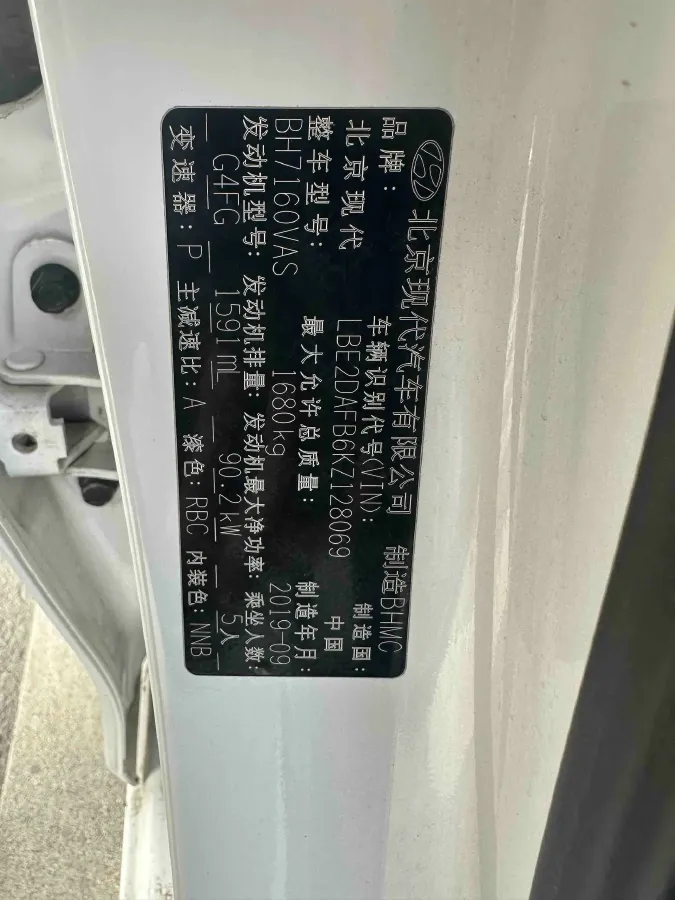 北京现代汽车有限公司 制造BHMC
品牌: 车辆识别代号(VIN): 制造国:
北京现代 LBE2DAFB6KZ128069 中国
整车型号: 最大允许总质量: 制造年月:
BH7160VAS 1680kg 2019-09
发动机型号: 发动机排量: 发动机最大净功率: 乘坐人数:
G4FG 1591ml 90.2kW 5人
变速器: P 主减速比: A 漆色: RBC 内装色: NNB